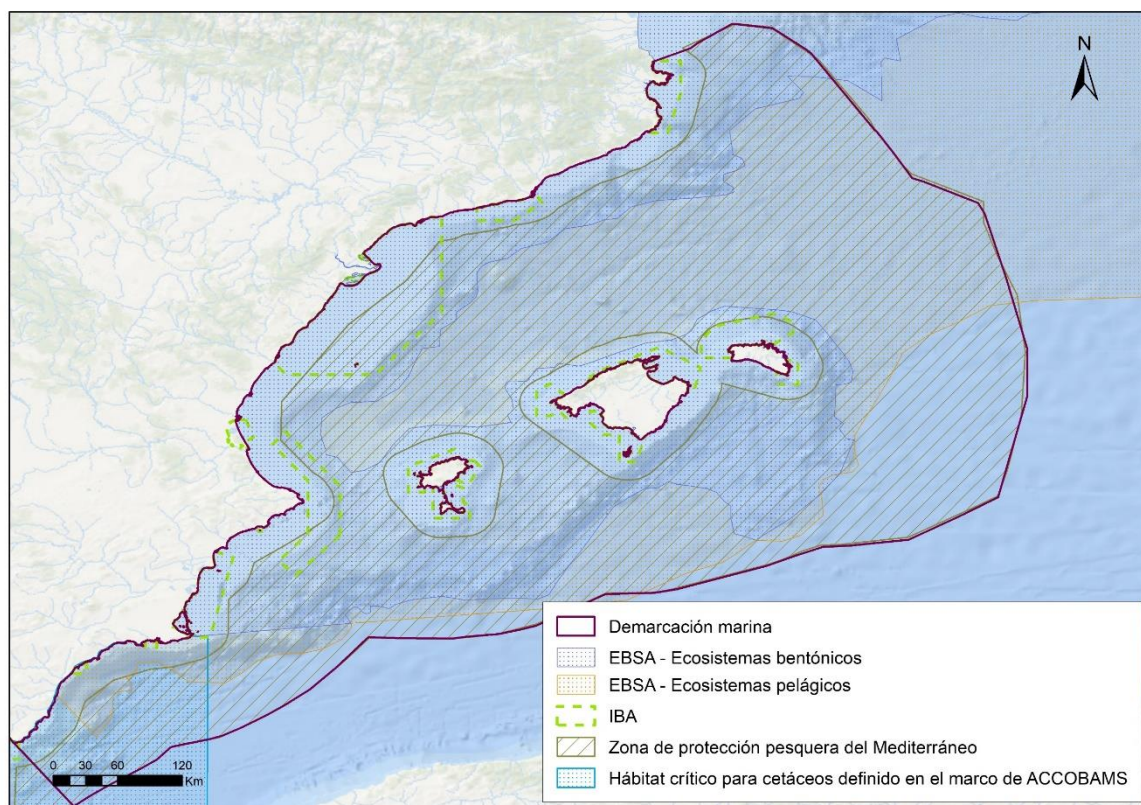 N
Demarcación marina
EBSA - Ecosistemas bentónicos
EBSA - Ecosistemas pelágicos
IBA
Zona de protección pesquera del Mediterráneo
Hábitat crítico para cetáceos definido en el marco de ACCOBAMS
0 30 60 120
Km